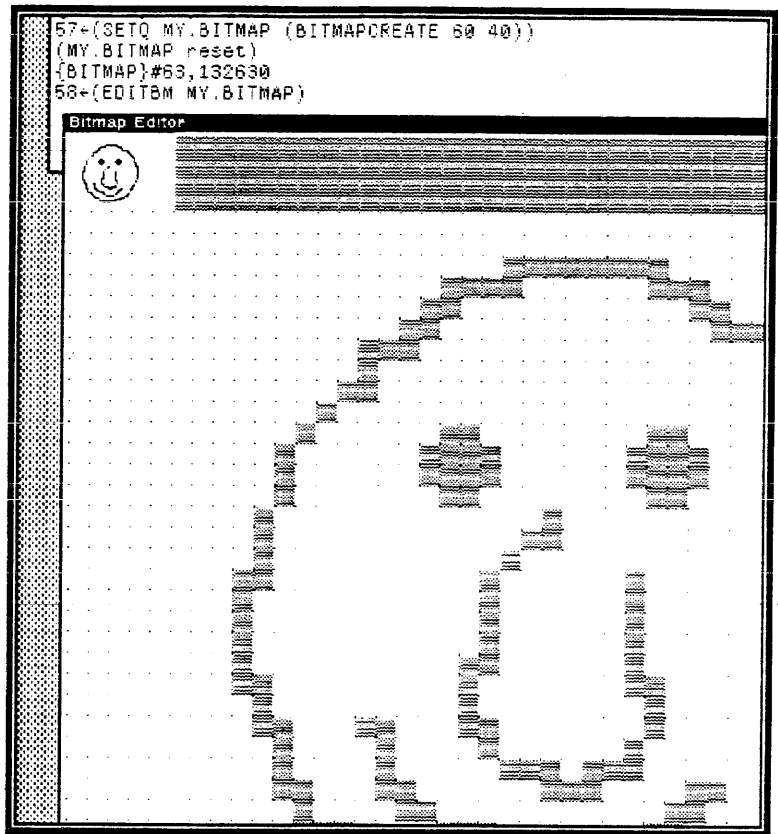 57←(SETQ MY.BITMAP (BITMAPCREATE 60 40))
(MY.BITMAP reset)
{BITMAP}#63,132630
58←(EDITBM MY.BITMAP)
Bitmap Editor